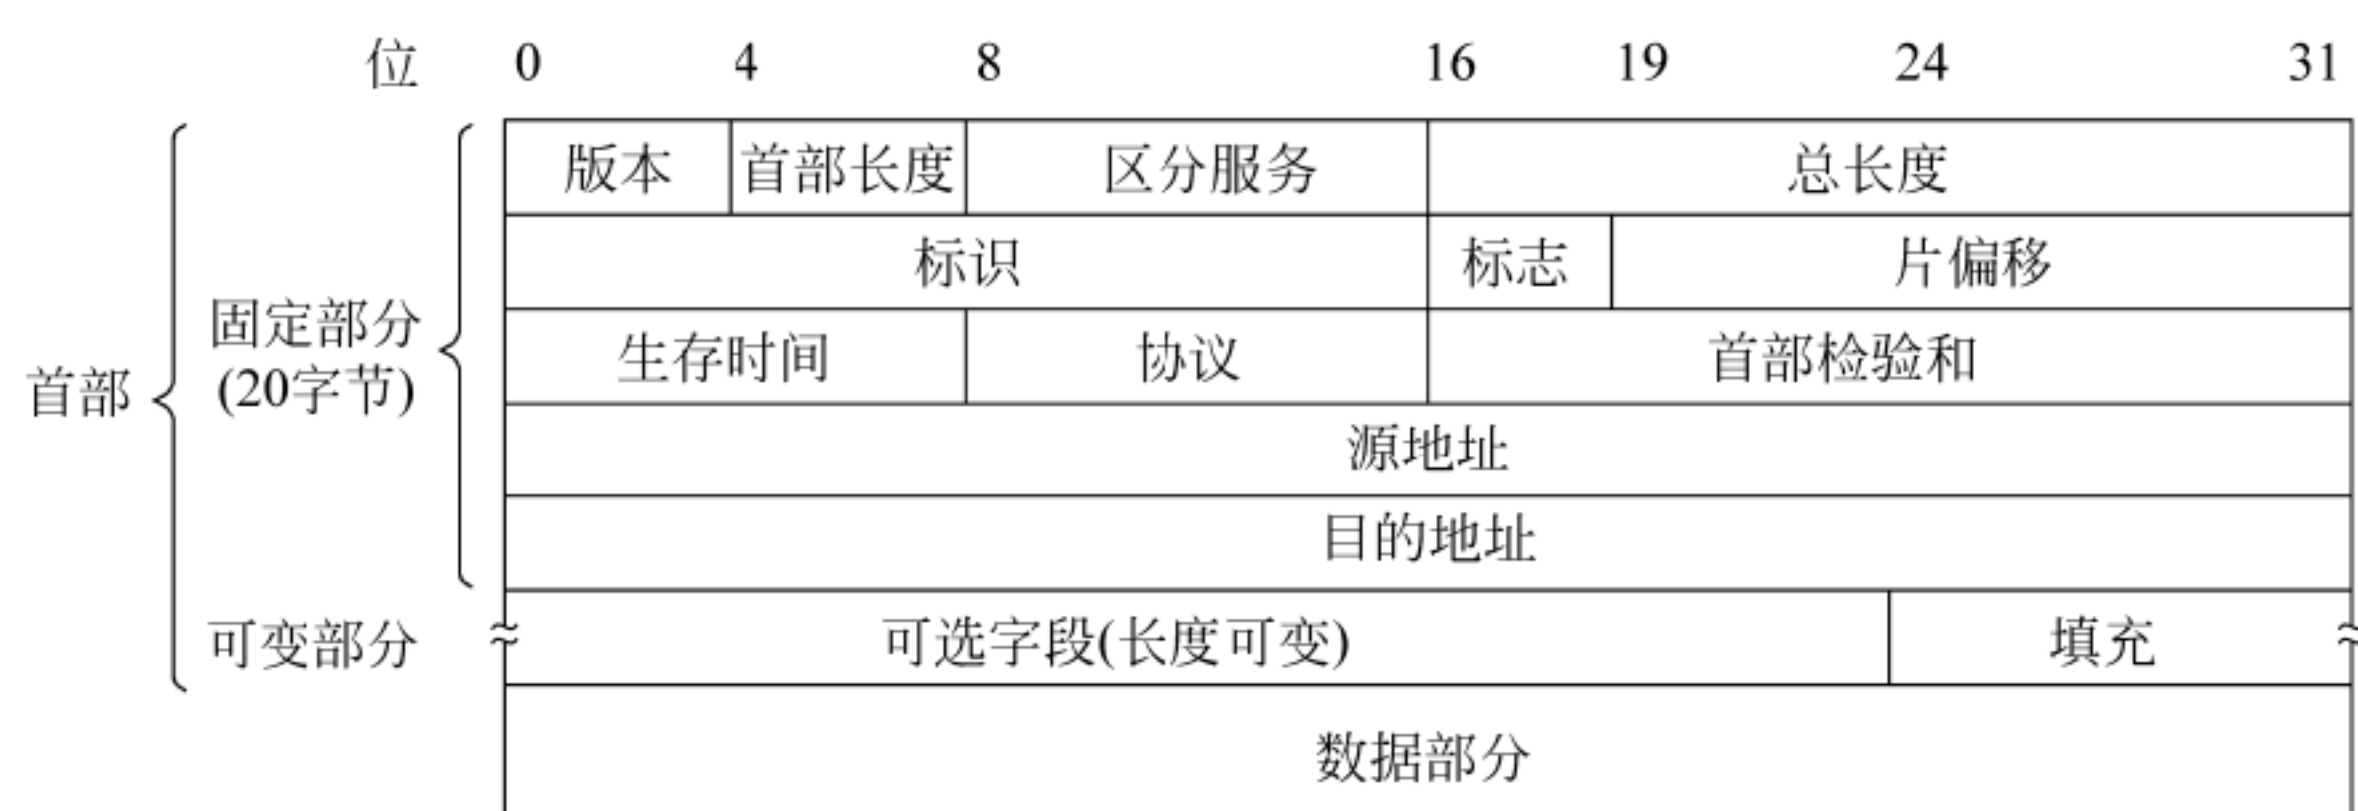 位 0 4 8 16 19 24 31
版本 首部长度 区分服务 总长度
标识 标志 片偏移
固定部分
(20字节)
生存时间 协议 首部检验和
首部
源地址
目的地址
可变部分 可选字段(长度可变) 填充
数据部分